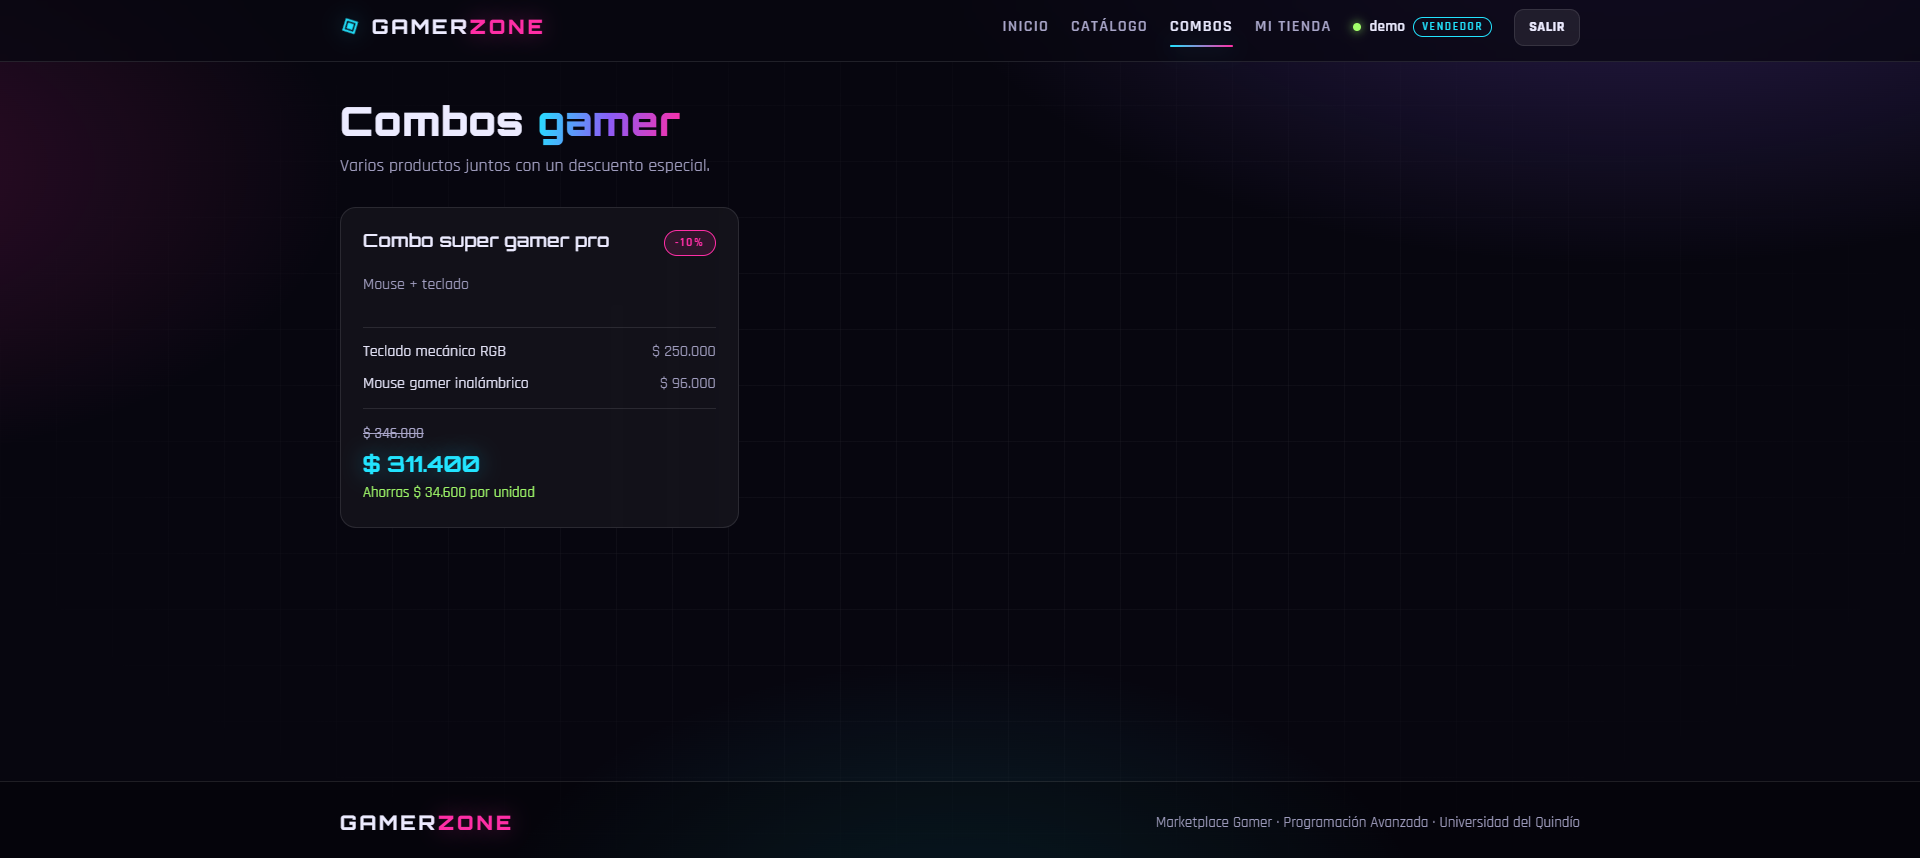 GAMERZONE
INICIO CATÁLOGO COMBOS MI TIENDA demo VENDEDOR SALIR
Combos gamer
Varios productos juntos con un descuento especial.
Combo super gamer pro -10%
Mouse + teclado
Teclado mecánico RGB $ 250.000
Mouse gamer inalámbrico $ 96.000
$ 346.000
$ 311.400
Ahorras $ 34.600 por unidad
GAMERZONE
Marketplace Gamer · Programación Avanzada · Universidad del Quindío